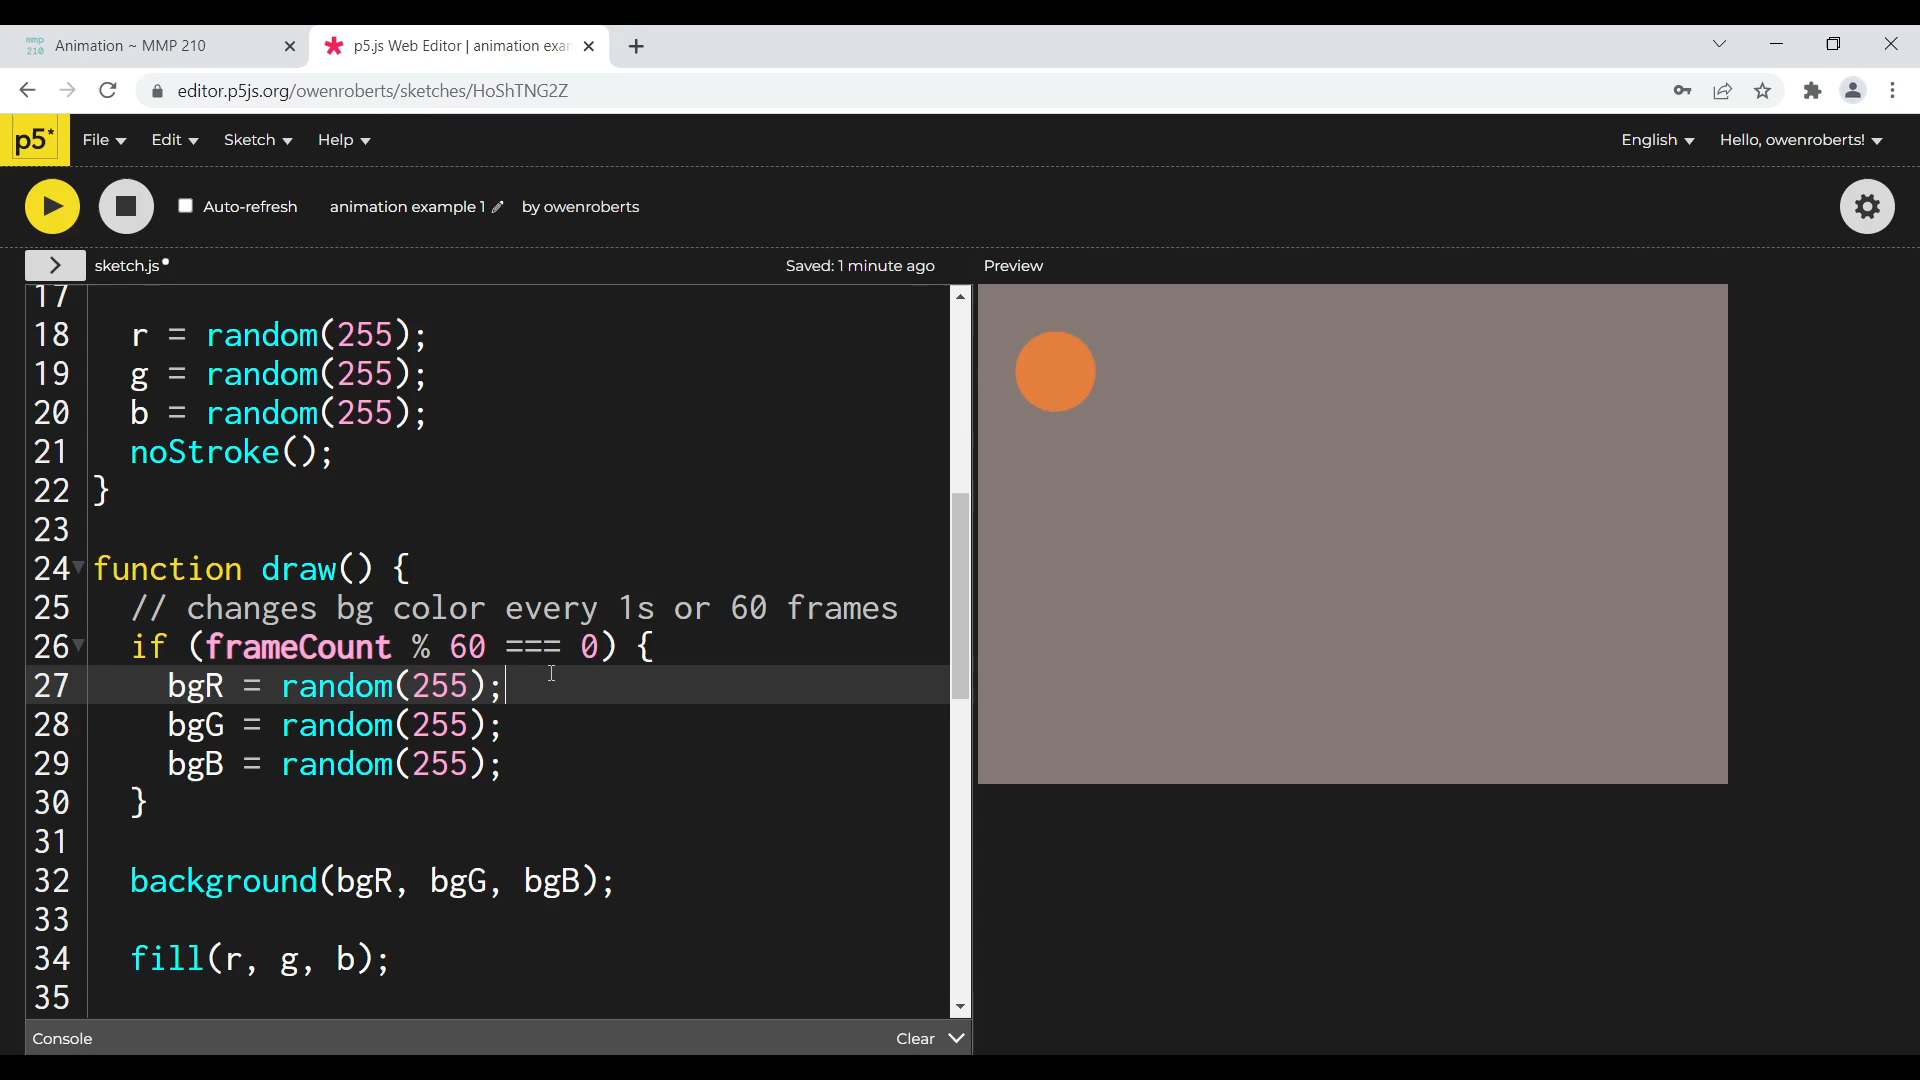 mmp 210
Animation ~ MMP 210
p5.js Web Editor | animation exar
editor.p5js.org/owenroberts/sketches/HoShTNG2Z
p5*
File
Edit
Sketch
Help
English
Hello, owenroberts!
Auto-refresh
animation example 1
by owenroberts
sketch.js
Saved: 1 minute ago
Preview
17
18 r = random(255);
19 g = random(255);
20 b = random(255);
21 noStroke();
22 }
23
24 function draw() {
25 // changes bg color every 1s or 60 frames
26 if (frameCount % 60 === 0) {
27 bgR = random(255);
28 bgG = random(255);
29 bgB = random(255);
30 }
31
32 background(bgR, bgG, bgB);
33
34 fill(r, g, b);
35
Console
Clear